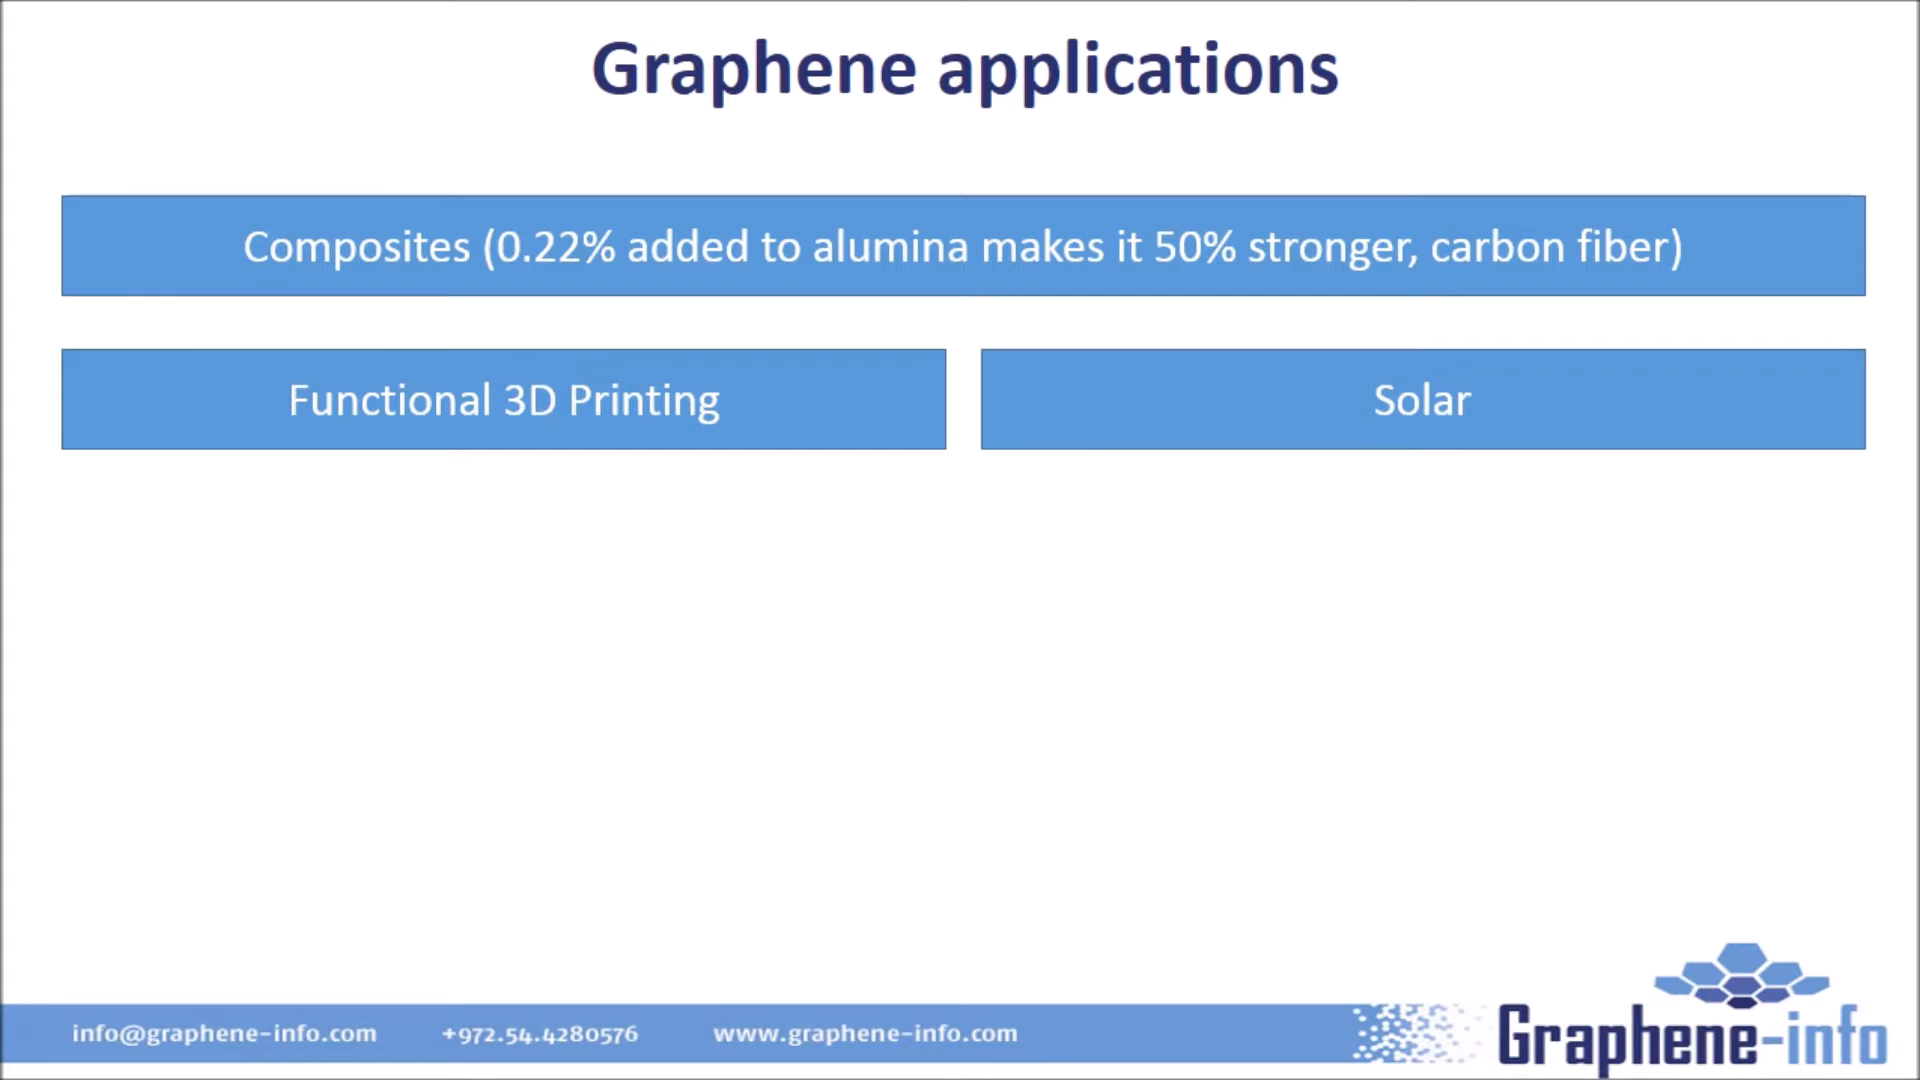 Graphene applications
Composites (0.22% added to alumina makes it 50% stronger, carbon fiber)
Functional 3D Printing
Solar
info@graphene-info.com +972.54.4280576 www.graphene-info.com
Graphene-info